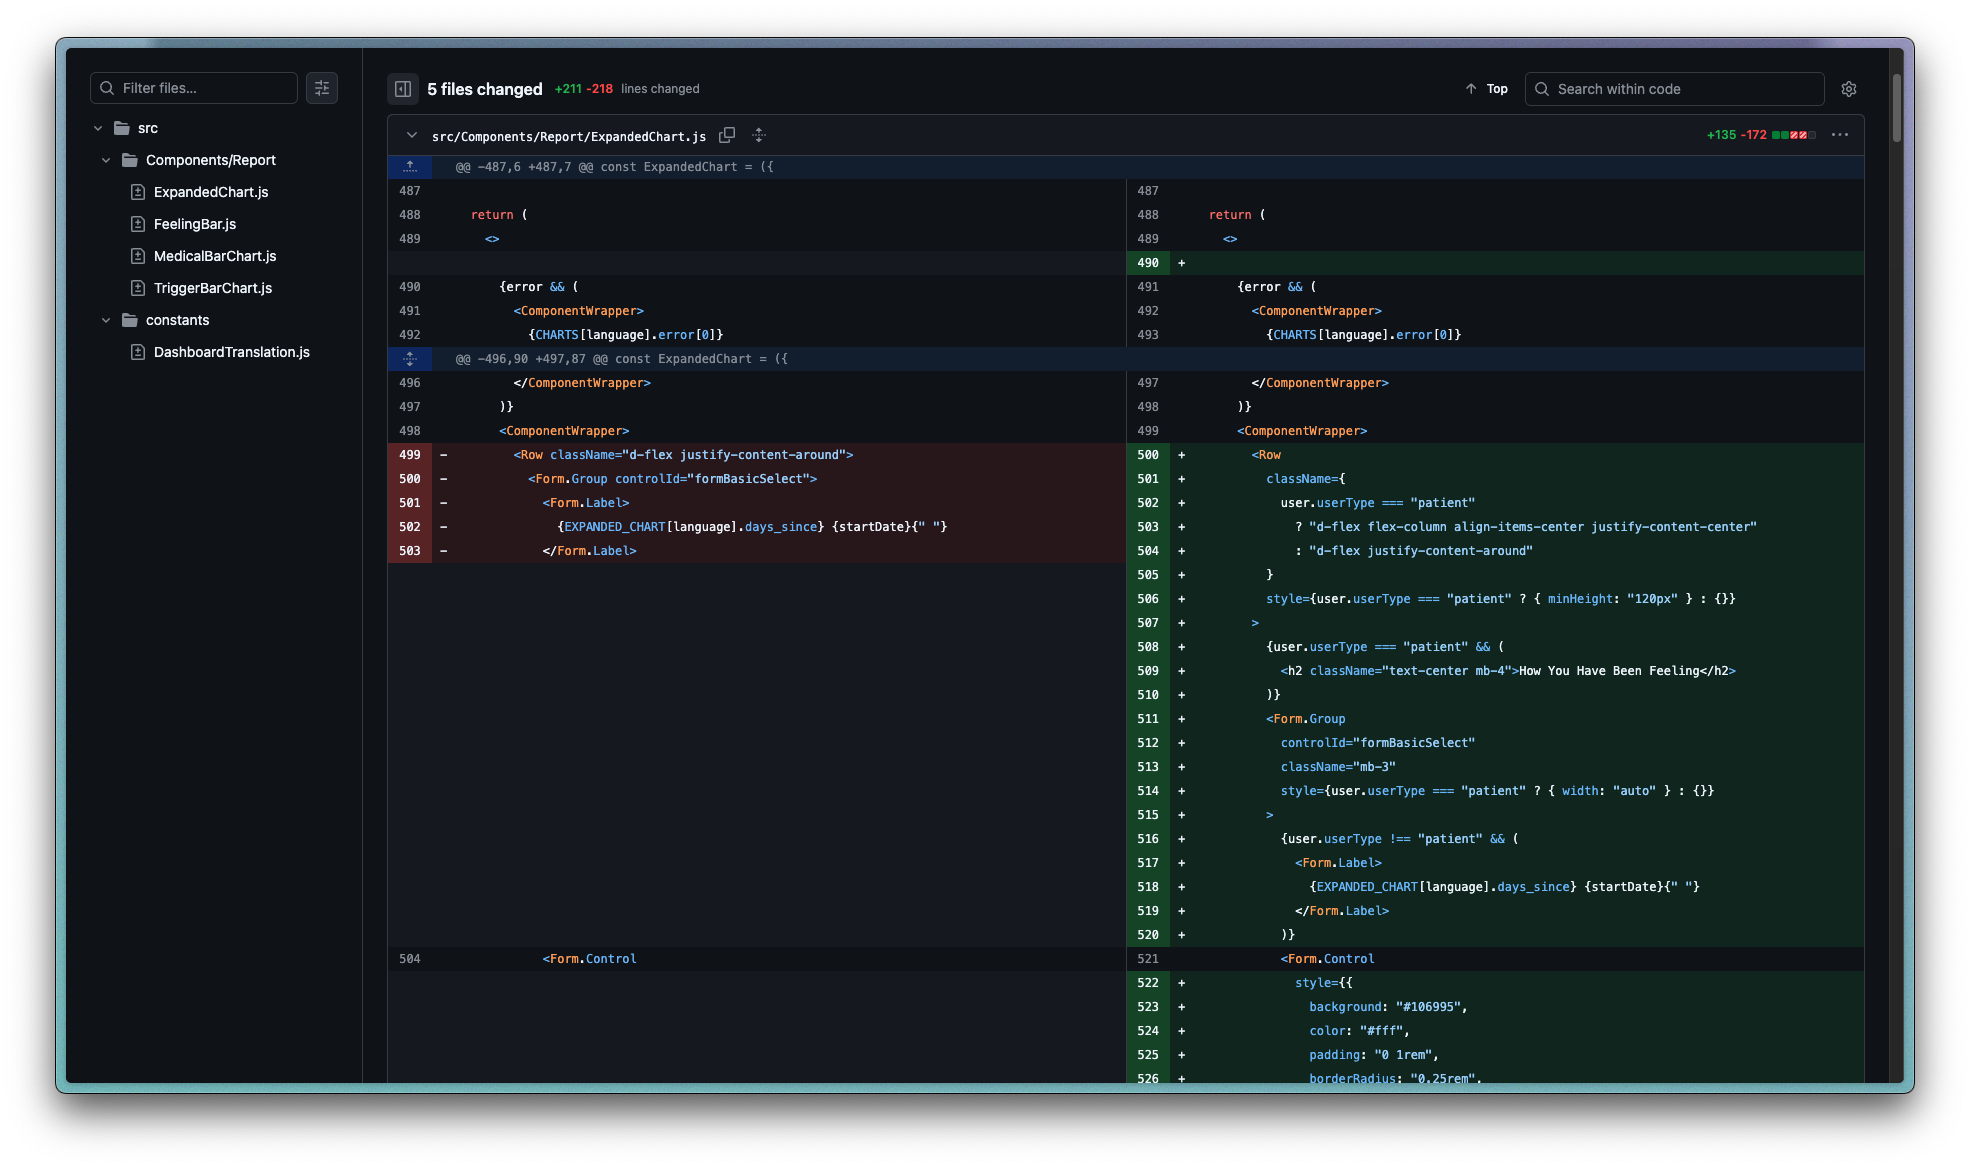 Filter files...
src
Components/Report
ExpandedChart.js
FeelingBar.js
MedicalBarChart.js
TriggerBarChart.js
constants
DashboardTranslation.js
5 files changed +211 -218 lines changed
Top
Search within code
src/Components/Report/ExpandedChart.js
+135 -172
@@ -487,6 +487,7 @@ const ExpandedChart = ({
487 487
488 return ( 488 return (
489 <> 489 <>
490 +
490 {error && ( 491 {error && (
491 <ComponentWrapper> 492 <ComponentWrapper>
492 {CHARTS[language].error[0]} 493 {CHARTS[language].error[0]}
@@ -496,90 +497,87 @@ const ExpandedChart = ({
496 </ComponentWrapper> 497 </ComponentWrapper>
497 )} 498 )}
498 <ComponentWrapper> 499 <ComponentWrapper>
499 - <Row className="d-flex justify-content-around"> 500 + <Row
500 - <Form.Group controlId="formBasicSelect"> 501 + className={
501 - <Form.Label> 502 + user.userType === "patient"
502 - {EXPANDED_CHART[language].days_since} {startDate}{" "} 503 + ? "d-flex flex-column align-items-center justify-content-center"
503 - </Form.Label> 504 + : "d-flex justify-content-around"
505 + }
506 + style={user.userType === "patient" ? { minHeight: "120px" } : {}}
507 + >
508 + {user.userType === "patient" && (
509 + <h2 className="text-center mb-4">How You Have Been Feeling</h2>
510 + )}
511 + <Form.Group
512 + controlId="formBasicSelect"
513 + className="mb-3"
514 + style={user.userType === "patient" ? { width: "auto" } : {}}
515 + >
516 + {user.userType !== "patient" && (
517 + <Form.Label>
518 + {EXPANDED_CHART[language].days_since} {startDate}{" "}
519 + </Form.Label>
520 + )}
504 <Form.Control 521 <Form.Control
522 + style={{
523 + background: "#106995",
524 + color: "#fff",
525 + padding: "0 1rem",
526 + borderRadius: "0.25rem",